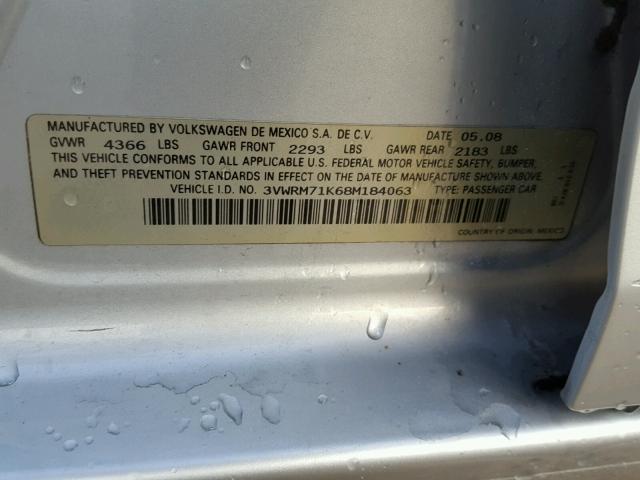 MANUFACTURED BY VOLKSWAGEN DE MEXICO S.A. DE C.V. DATE 05.08
GVWR 4366 LBS GAWR FRONT 2293 LBS GAWR REAR 2183 LBS
THIS VEHICLE CONFORMS TO ALL APPLICABLE U.S. FEDERAL MOTOR VEHICLE SAFETY, BUMPER,
AND THEFT PREVENTION STANDARDS IN EFFECT ON THE DATE OF MANUFACTURE SHOWN ABOVE.
VEHICLE I.D. NO. 3VWRM71K68M184063 TYPE: PASSENGER CAR
COUNTRY OF ORIGIN: MEXICO